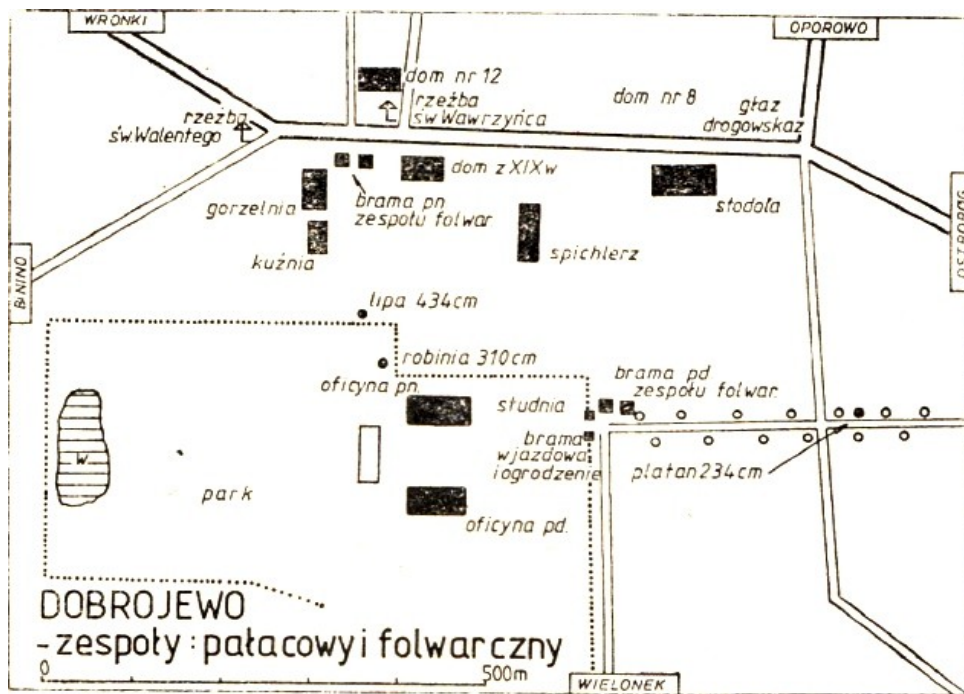 WRONKI
OPOROWO
dom nr 12
rzeźba
św. Wawrzyńca
dom nr 8
głaz
drogowskaz
rzeźba
św. Walentego
dom z XIX w
gorzelnia
brama pn
zespołu folwar.
stodoła
OSTRORÓG
kuźnia
spichlerz
BININO
lipa 434cm
robinia 310cm
oficyna pn.
brama pd
zespołu folwar.
studnia
brama
wjazdowa
i ogrodzenie
platan 234cm
W
park
oficyna pd.
DOBROJEWO
- zespoły : pałacowy i folwarczny
0
500m
WIELONEK